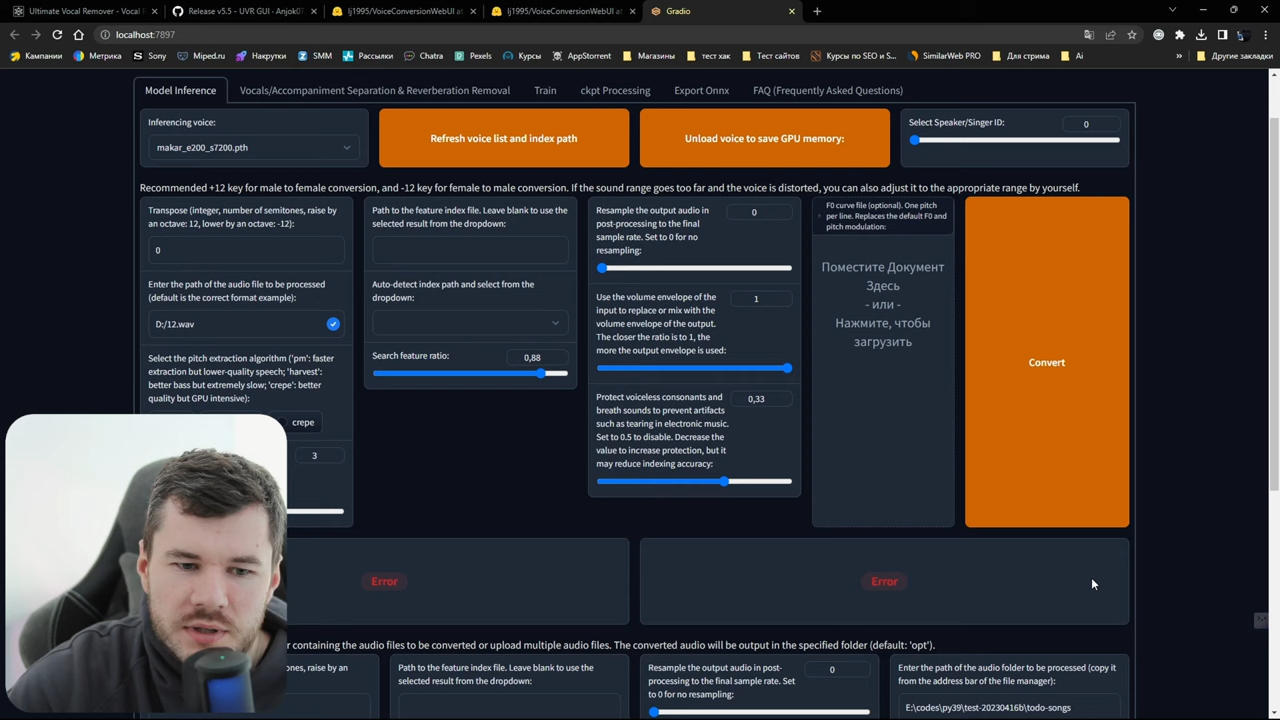 Ultimate Vocal Remover - Vocal R
Release v5.5 - UVR GUI - Anjok07
lj1995/VoiceConversionWebUI at
lj1995/VoiceConversionWebUI at
Gradio
localhost:7897
Кампании
Метрика
Sony
Miped.ru
Накрутки
SMM
Рассылки
Chatra
Pexels
Курсы
AppStorrent
Магазины
тест хак
Тест сайтов
Курсы по SEO и S...
SimilarWEB PRO
Для стрима
Ai
»
Другие закладки
Model Inference
Vocals/Accompaniment Separation & Reverberation Removal
Train
ckpt Processing
Export Onnx
FAQ (Frequently Asked Questions)
Inferencing voice:
makar_e200_s7200.pth
Refresh voice list and index path
Unload voice to save GPU memory:
Select Speaker/Singer ID:
0
Recommended +12 key for male to female conversion, and -12 key for female to male conversion. If the sound range goes too far and the voice is distorted, you can also adjust it to the appropriate range by yourself.
Transpose (integer, number of semitones, raise by
an octave: 12, lower by an octave: -12):
0
Enter the path of the audio file to be processed
(default is the correct format example):
D:/12.wav
Select the pitch extraction algorithm ('pm': faster
extraction but lower-quality speech; 'harvest':
better bass but extremely slow; 'crepe': better
quality but GPU intensive):
crepe
3
Path to the feature index file. Leave blank to use the
selected result from the dropdown:
Auto-detect index path and select from the
dropdown:
Search feature ratio:
0,88
Resample the output audio in
post-processing to the final
sample rate. Set to 0 for no
resampling:
0
Use the volume envelope of the
input to replace or mix with the
volume envelope of the output.
The closer the ratio is to 1, the
more the output envelope is used:
1
Protect voiceless consonants and
breath sounds to prevent artifacts
such as tearing in electronic music.
Set to 0.5 to disable. Decrease the
value to increase protection, but it
may reduce indexing accuracy:
0,33
F0 curve file (optional). One pitch
per line. Replaces the default F0 and
pitch modulation:
Поместите Документ
Здесь
- или -
Нажмите, чтобы
загрузить
Convert
Error
Error
r containing the audio files to be converted or upload multiple audio files. The converted audio will be output in the specified folder (default: 'opt').
itones, raise by an
Path to the feature index file. Leave blank to use the
selected result from the dropdown:
Resample the output audio in post-
processing to the final sample rate. Set
to 0 for no resampling:
0
Enter the path of the audio folder to be processed (copy it
from the address bar of the file manager):
E:\codes\py39\test-20230416b\todo-songs